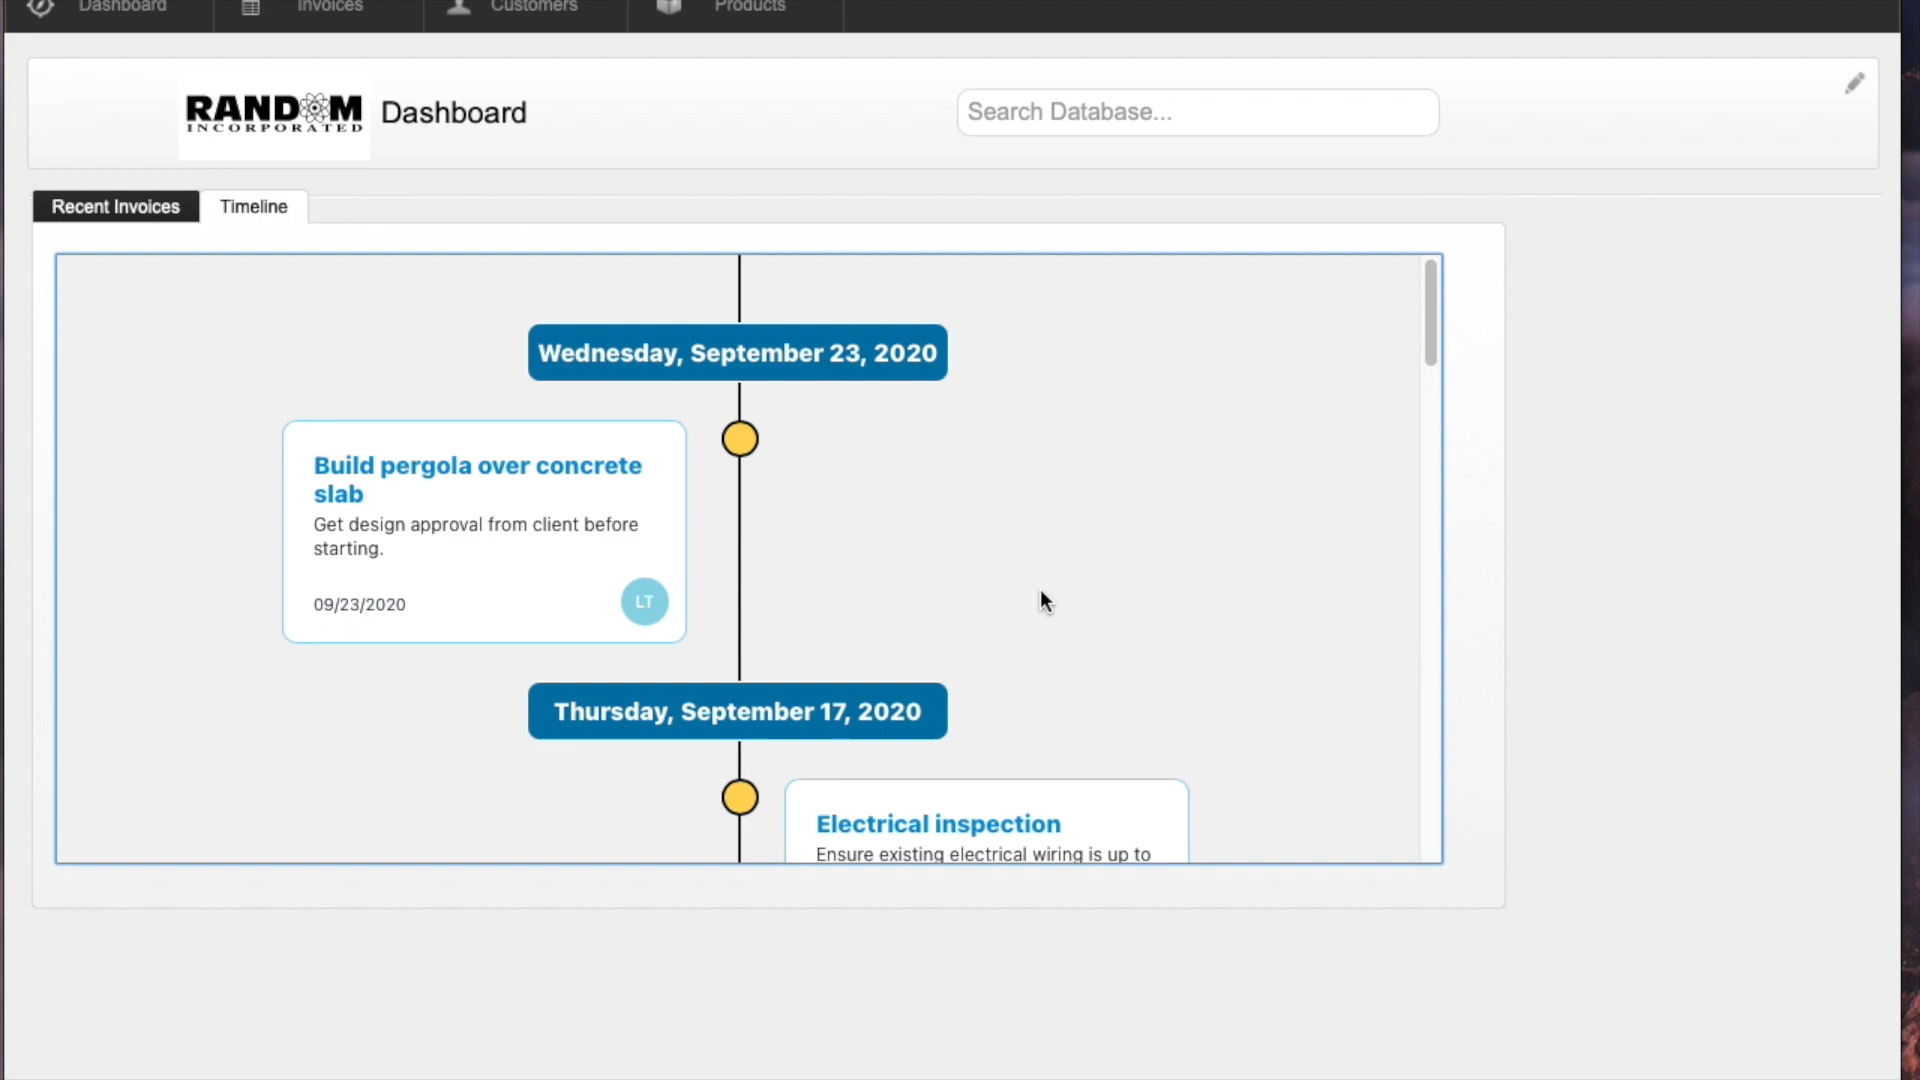 Dashboard
Invoices
Customers
Products
RANDOM
INCORPORATED
Dashboard
Search Database...
Recent Invoices
Timeline
Wednesday, September 23, 2020
Build pergola over concrete
slab
Get design approval from client before
starting.
09/23/2020
LT
Thursday, September 17, 2020
Electrical inspection
Ensure existing electrical wiring is up to